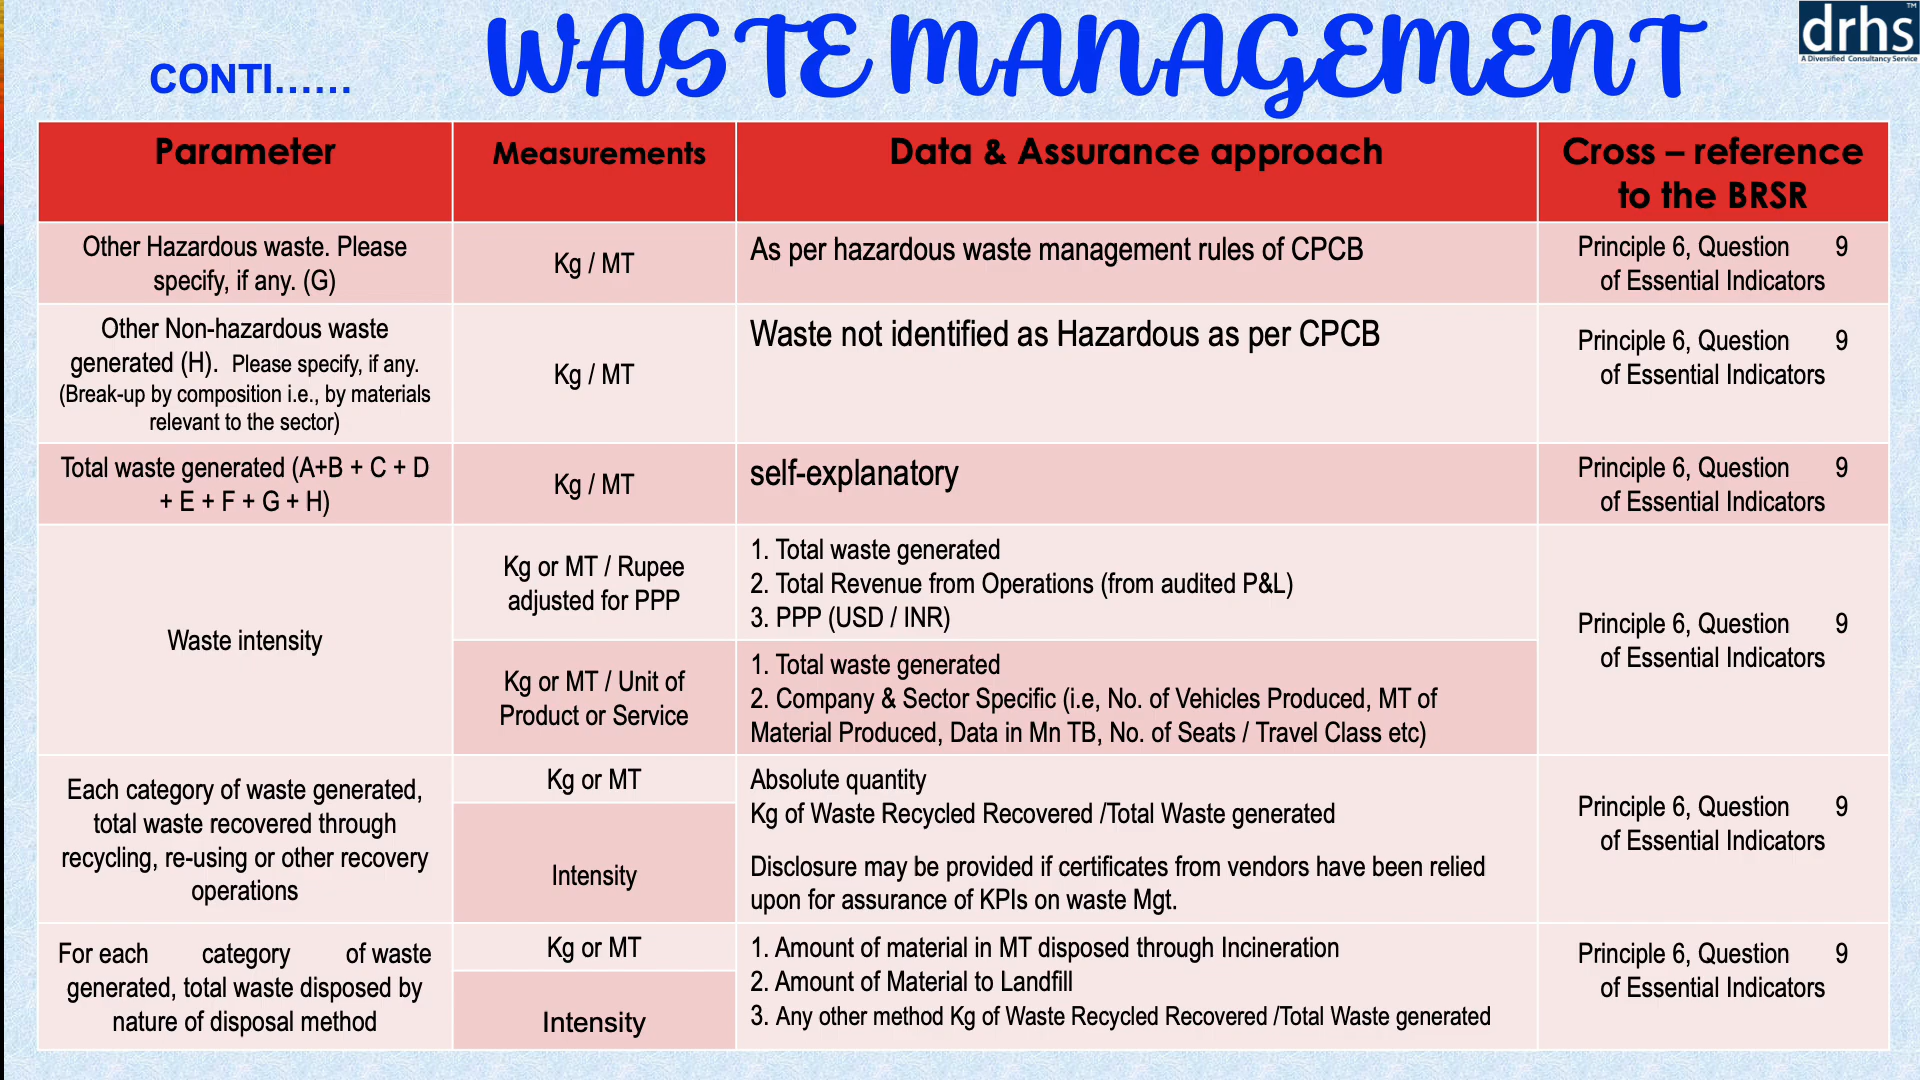 CONTI......
WASTE MANAGEMENT
drhs™
A Diversified Consultancy Service
Parameter
Measurements
Data & Assurance approach
Cross – reference
to the BRSR
Other Hazardous waste. Please
specify, if any. (G)
Kg / MT
As per hazardous waste management rules of CPCB
Principle 6, Question 9
of Essential Indicators
Other Non-hazardous waste
generated (H). Please specify, if any.
(Break-up by composition i.e., by materials
relevant to the sector)
Kg / MT
Waste not identified as Hazardous as per CPCB
Principle 6, Question 9
of Essential Indicators
Total waste generated (A+B + C + D
+ E + F + G + H)
Kg / MT
self-explanatory
Principle 6, Question 9
of Essential Indicators
Waste intensity
Kg or MT / Rupee
adjusted for PPP
1. Total waste generated
2. Total Revenue from Operations (from audited P&L)
3. PPP (USD / INR)
Kg or MT / Unit of
Product or Service
1. Total waste generated
2. Company & Sector Specific (i.e, No. of Vehicles Produced, MT of
Material Produced, Data in Mn TB, No. of Seats / Travel Class etc)
Principle 6, Question 9
of Essential Indicators
Each category of waste generated,
total waste recovered through
recycling, re-using or other recovery
operations
Kg or MT
Intensity
Absolute quantity
Kg of Waste Recycled Recovered /Total Waste generated
Disclosure may be provided if certificates from vendors have been relied
upon for assurance of KPIs on waste Mgt.
Principle 6, Question 9
of Essential Indicators
For each category of waste
generated, total waste disposed by
nature of disposal method
Kg or MT
Intensity
1. Amount of material in MT disposed through Incineration
2. Amount of Material to Landfill
3. Any other method Kg of Waste Recycled Recovered /Total Waste generated
Principle 6, Question 9
of Essential Indicators